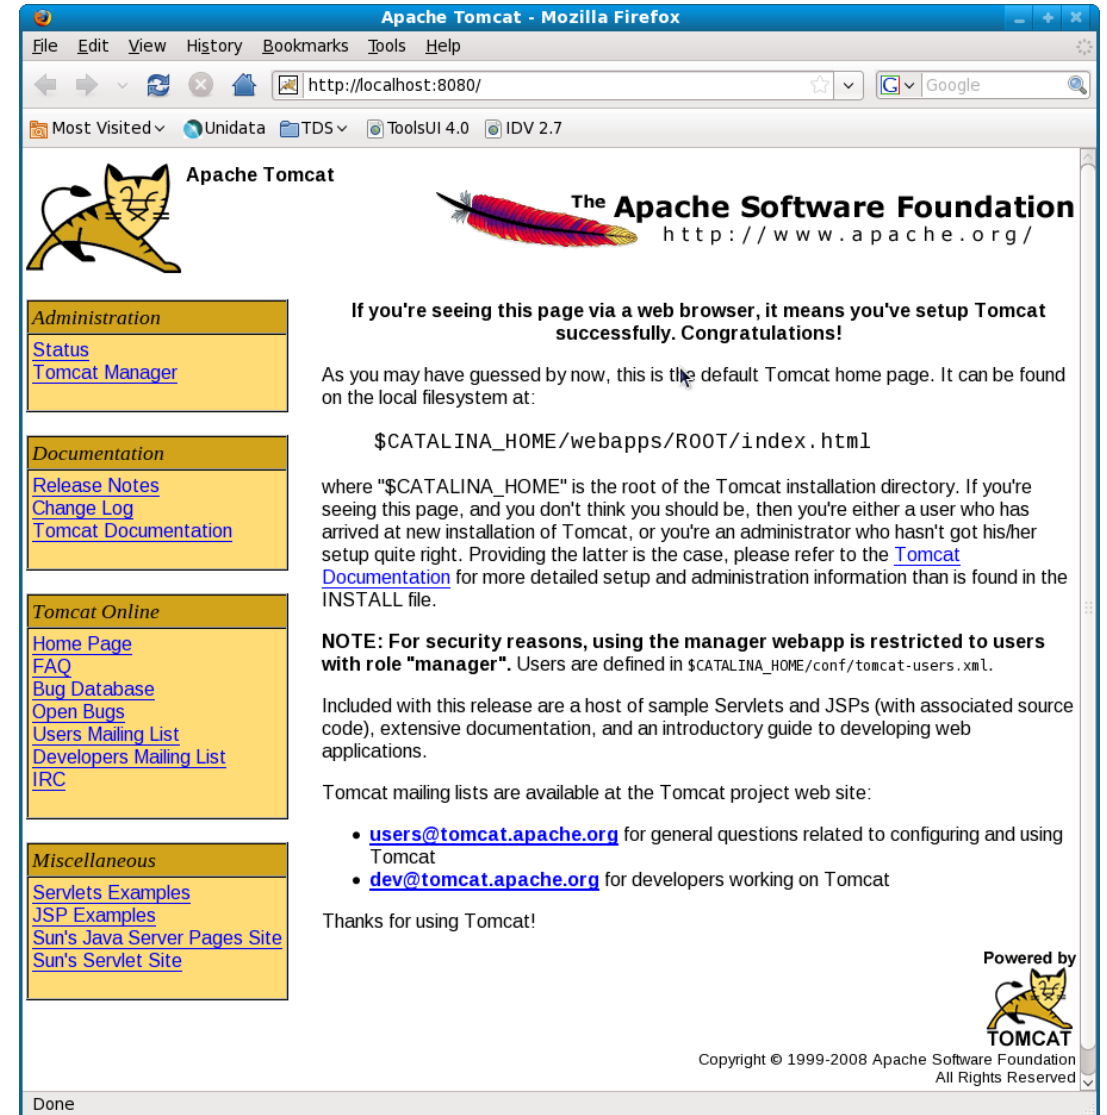 Apache Tomcat - Mozilla Firefox
File Edit View History Bookmarks Tools Help
http://localhost:8080/
Google
Most Visited Unidata TDS ToolsUI 4.0 IDV 2.7
Apache Tomcat
The Apache Software Foundation
http://www.apache.org/
Administration
Status
Tomcat Manager
Documentation
Release Notes
Change Log
Tomcat Documentation
Tomcat Online
Home Page
FAQ
Bug Database
Open Bugs
Users Mailing List
Developers Mailing List
IRC
Miscellaneous
Servlets Examples
JSP Examples
Sun's Java Server Pages Site
Sun's Servlet Site
If you're seeing this page via a web browser, it means you've setup Tomcat
successfully. Congratulations!
As you may have guessed by now, this is the default Tomcat home page. It can be found
on the local filesystem at:
$CATALINA_HOME/webapps/ROOT/index.html
where "$CATALINA_HOME" is the root of the Tomcat installation directory. If you're
seeing this page, and you don't think you should be, then you're either a user who has
arrived at new installation of Tomcat, or you're an administrator who hasn't got his/her
setup quite right. Providing the latter is the case, please refer to the Tomcat
Documentation for more detailed setup and administration information than is found in the
INSTALL file.
NOTE: For security reasons, using the manager webapp is restricted to users
with role "manager". Users are defined in $CATALINA_HOME/conf/tomcat-users.xml.
Included with this release are a host of sample Servlets and JSPs (with associated source
code), extensive documentation, and an introductory guide to developing web
applications.
Tomcat mailing lists are available at the Tomcat project web site:
• users@tomcat.apache.org for general questions related to configuring and using
Tomcat
• dev@tomcat.apache.org for developers working on Tomcat
Thanks for using Tomcat!
Powered by
TOMCAT
Copyright © 1999-2008 Apache Software Foundation
All Rights Reserved
Done